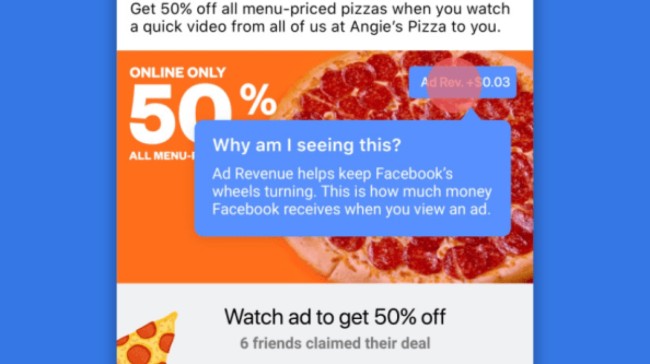 Get 50% off all menu-priced pizzas when you watch
a quick video from all of us at Angie's Pizza to you.
ONLINE ONLY
50%
ALL MENU-
Ad Rev. +$0.03
Why am I seeing this?
Ad Revenue helps keep Facebook's
wheels turning. This is how much money
Facebook receives when you view an ad.
Watch ad to get 50% off
6 friends claimed their deal